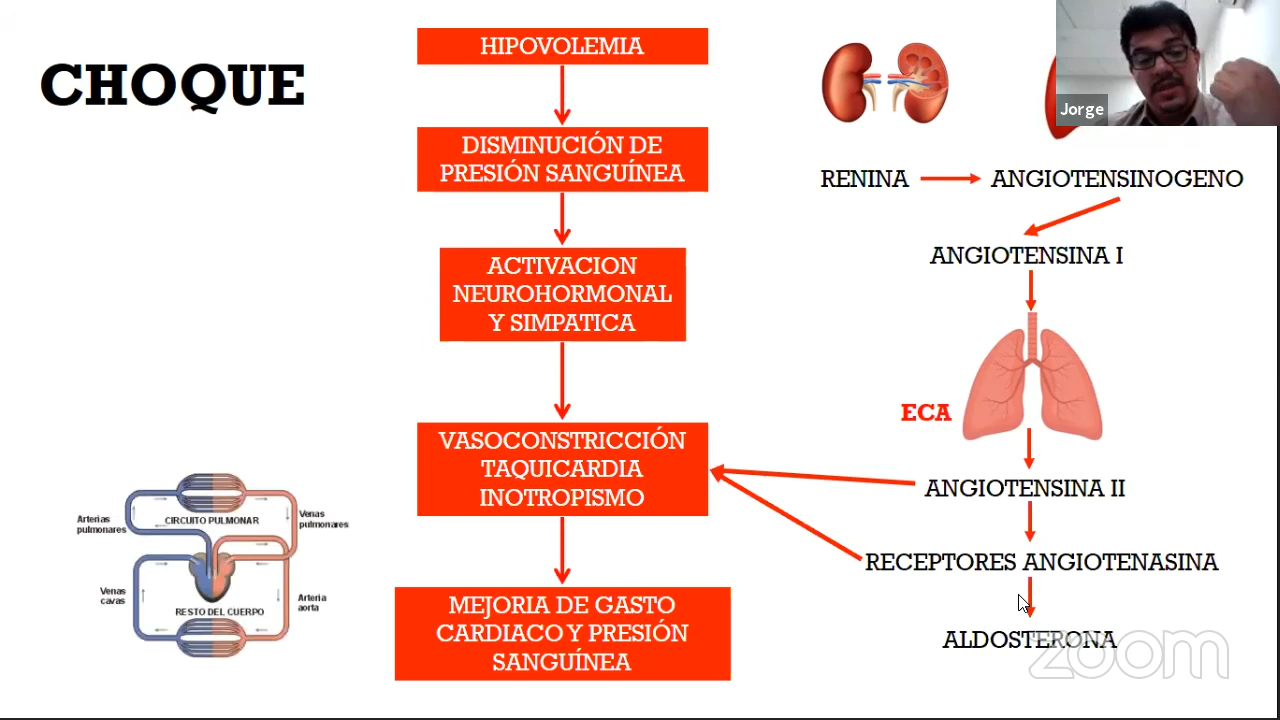 CHOQUE
HIPOVOLEMIA
DISMINUCIÓN DE
PRESIÓN SANGUÍNEA
ACTIVACION
NEUROHORMONAL
Y SIMPATICA
VASOCONSTRICCIÓN
TAQUICARDIA
INOTROPISMO
MEJORIA DE GASTO
CARDIACO Y PRESIÓN
SANGUÍNEA
Jorge
RENINA
ANGIOTENSINOGENO
ANGIOTENSINA I
ECA
ANGIOTENSINA II
RECEPTORES ANGIOTENASINA
ALDOSTERONA
zoom
Arterias
pulmonares
CIRCUITO PULMONAR
Venas
pulmonares
Venas
cavas
RESTO DEL CUERPO
Arteria
aorta